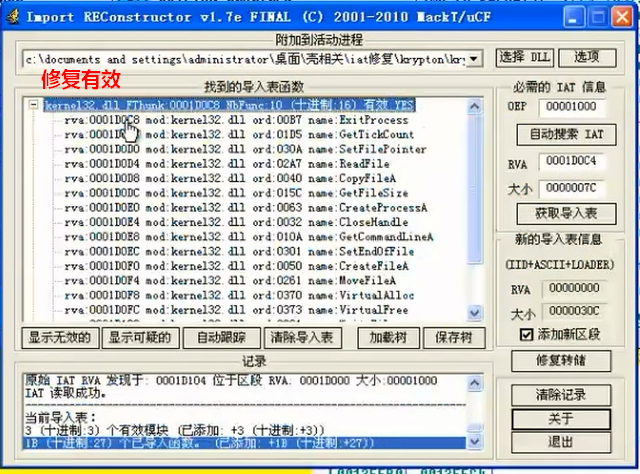 Import REConstructor v1.7e FINAL (C) 2001-2010 MackT/uCF
附加到活动进程
c:\documents and settings\administrator\桌面\壳相关\iat修复\krypton\kry
选择 DLL
选项
修复有效
找到的导入表函数
kernel32.dll FThunk:0001D0C8 NbFunc:10 (十进制:16) 有效 YES
rva:0001D0C8 mod:kernel32.dll ord:00B7 name:ExitProcess
rva:0001D0CC mod:kernel32.dll ord:01D5 name:GetTickCount
rva:0001D0D0 mod:kernel32.dll ord:030A name:SetFilePointer
rva:0001D0D4 mod:kernel32.dll ord:02A7 name:ReadFile
rva:0001D0D8 mod:kernel32.dll ord:0040 name:CopyFileA
rva:0001D0DC mod:kernel32.dll ord:015C name:GetFileSize
rva:0001D0E0 mod:kernel32.dll ord:0063 name:CreateProcessA
rva:0001D0E4 mod:kernel32.dll ord:0032 name:CloseHandle
rva:0001D0E8 mod:kernel32.dll ord:010A name:GetCommandLineA
rva:0001D0EC mod:kernel32.dll ord:0301 name:SetEndOfFile
rva:0001D0F0 mod:kernel32.dll ord:0050 name:CreateFileA
rva:0001D0F4 mod:kernel32.dll ord:0261 name:MoveFileA
rva:0001D0F8 mod:kernel32.dll ord:0370 name:VirtualAlloc
rva:0001D0FC mod:kernel32.dll ord:0373 name:VirtualFree
必需的 IAT 信息
OEP 00001000
自动搜索 IAT
RVA 0001D0C4
大小 0000007C
获取导入表
新的导入表信息
(IID+ASCII+LOADER)
RVA 00000000
大小 0000030C
添加新区段
修复转储
显示无效的
显示可疑的
自动跟踪
清除导入表
加载树
保存树
记录
原始 IAT RVA 发现于: 0001D104 位于区段 RVA: 0001D000 大小:00001000
IAT 读取成功。
当前导入表：
3 (十进制:3) 个有效模块 (已添加: +3 (十进制:+3))
1B (十进制:27) 个已导入函数。 (已添加: +1B (十进制:+27))
清除记录
关于
退出